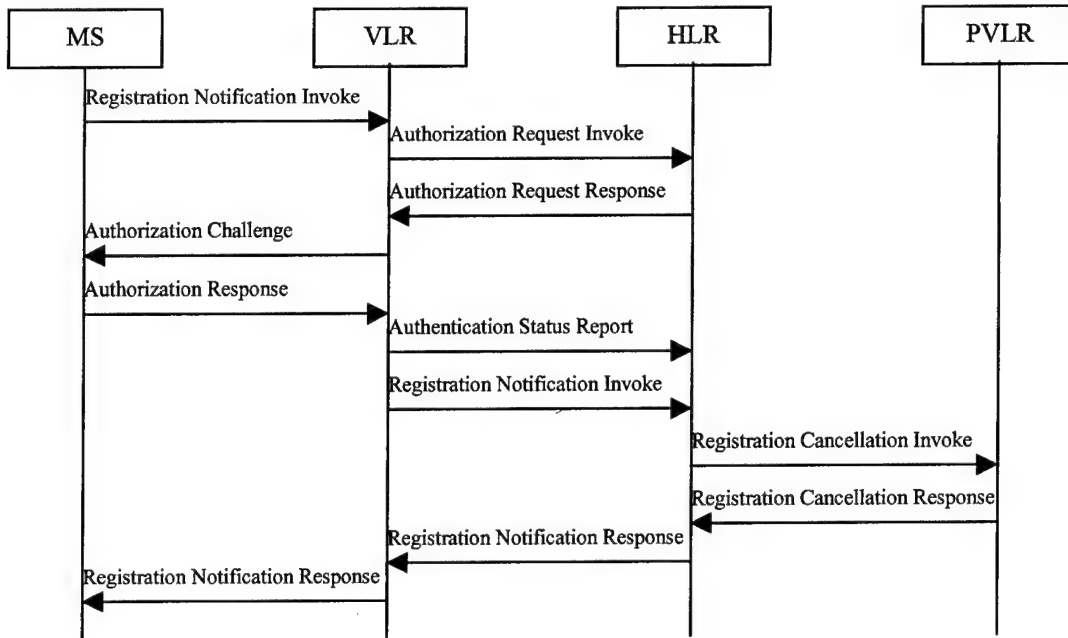 MS
VLR
HLR
PVLR
Registration Notification Invoke
Authorization Request Invoke
Authorization Request Response
Authorization Challenge
Authorization Response
Authentication Status Report
Registration Notification Invoke
Registration Cancellation Invoke
Registration Cancellation Response
Registration Notification Response
Registration Notification Response